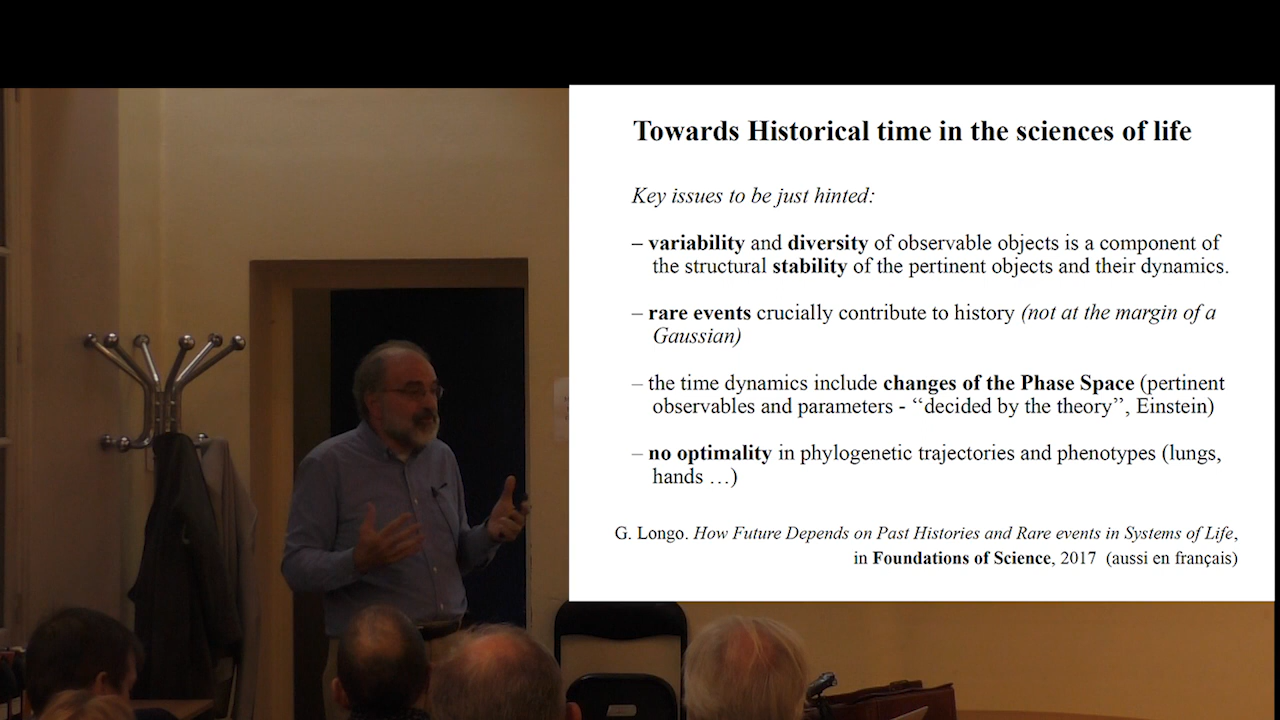 Towards Historical time in the sciences of life
Key issues to be just hinted:
– variability and diversity of observable objects is a component of
the structural stability of the pertinent objects and their dynamics.
– rare events crucially contribute to history (not at the margin of a
Gaussian)
– the time dynamics include changes of the Phase Space (pertinent
observables and parameters - ‘‘decided by the theory’’, Einstein)
– no optimality in phylogenetic trajectories and phenotypes (lungs,
hands …)
G. Longo. How Future Depends on Past Histories and Rare events in Systems of Life,
in Foundations of Science, 2017 (aussi en français)